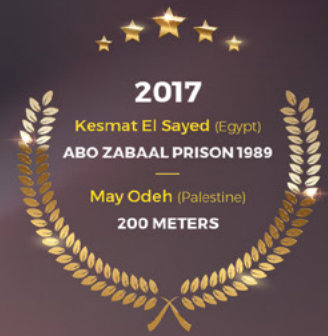 2017
Kesmat El Sayed (Egypt)
ABO ZABAAL PRISON 1989
May Odeh (Palestine)
200 METERS